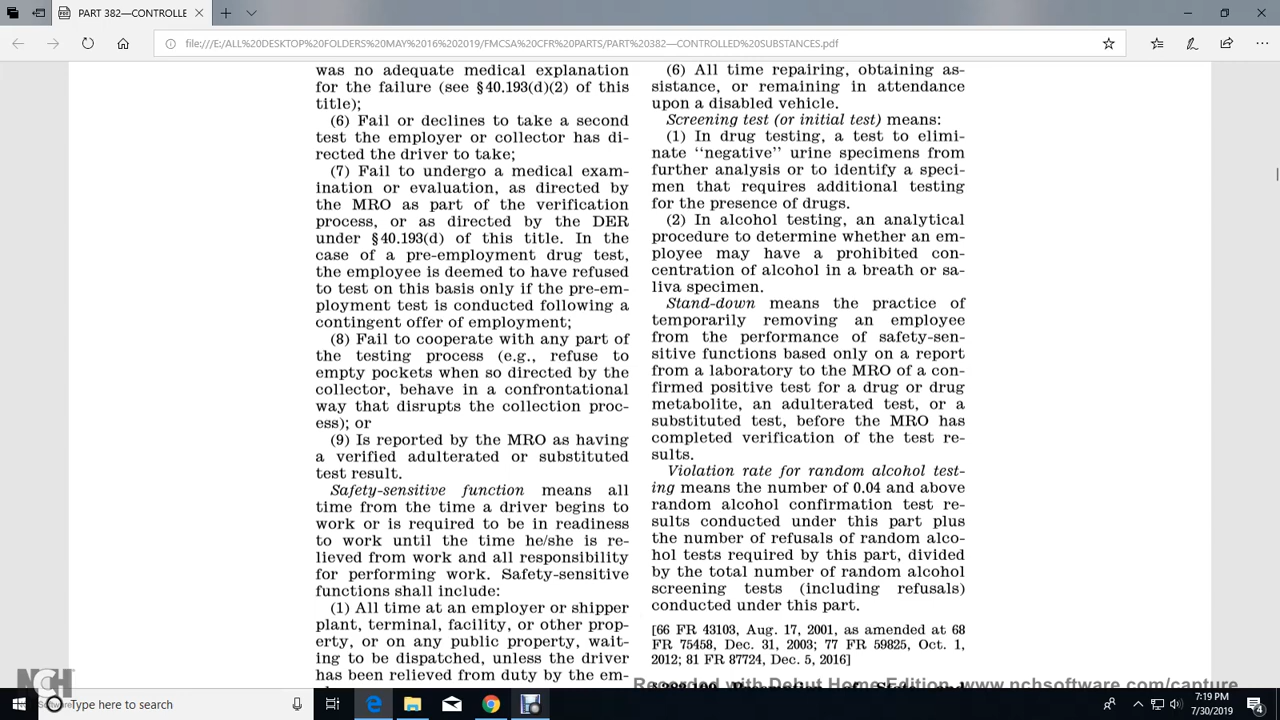 PART 382—CONTROLLE
file:///E:/ALL%20DESKTOP%20FOLDERS%20MAY%2016%202019/FMCSA%20CFR%20PARTS/PART%20382—CONTROLLED%20SUBSTANCES.pdf
was no adequate medical explanation
for the failure (see §40.193(d)(2) of this
title);
(6) Fail or declines to take a second
test the employer or collector has di-
rected the driver to take;
(7) Fail to undergo a medical exam-
ination or evaluation, as directed by
the MRO as part of the verification
process, or as directed by the DER
under §40.193(d) of this title. In the
case of a pre-employment drug test,
the employee is deemed to have refused
to test on this basis only if the pre-em-
ployment test is conducted following a
contingent offer of employment;
(8) Fail to cooperate with any part of
the testing process (e.g., refuse to
empty pockets when so directed by the
collector, behave in a confrontational
way that disrupts the collection proc-
ess); or
(9) Is reported by the MRO as having
a verified adulterated or substituted
test result.
Safety-sensitive function means all
time from the time a driver begins to
work or is required to be in readiness
to work until the time he/she is re-
lieved from work and all responsibility
for performing work. Safety-sensitive
functions shall include:
(1) All time at an employer or shipper
plant, terminal, facility, or other prop-
erty, or on any public property, wait-
ing to be dispatched, unless the driver
has been relieved from duty by the em-
(6) All time repairing, obtaining as-
sistance, or remaining in attendance
upon a disabled vehicle.
Screening test (or initial test) means:
(1) In drug testing, a test to elimi-
nate ‘‘negative’’ urine specimens from
further analysis or to identify a speci-
men that requires additional testing
for the presence of drugs.
(2) In alcohol testing, an analytical
procedure to determine whether an em-
ployee may have a prohibited con-
centration of alcohol in a breath or sa-
liva specimen.
Stand-down means the practice of
temporarily removing an employee
from the performance of safety-sen-
sitive functions based only on a report
from a laboratory to the MRO of a con-
firmed positive test for a drug or drug
metabolite, an adulterated test, or a
substituted test, before the MRO has
completed verification of the test re-
sults.
Violation rate for random alcohol test-
ing means the number of 0.04 and above
random alcohol confirmation test re-
sults conducted under this part plus
the number of refusals of random alco-
hol tests required by this part, divided
by the total number of random alcohol
screening tests (including refusals)
conducted under this part.
[66 FR 43103, Aug. 17, 2001, as amended at 68
FR 75458, Dec. 31, 2003; 77 FR 59825, Oct. 1,
2012; 81 FR 87724, Dec. 5, 2016]
Recorded with Debut Home Edition www.nchsoftware.com/capture
NCH
Type here to search
7:19 PM
7/30/2019
4